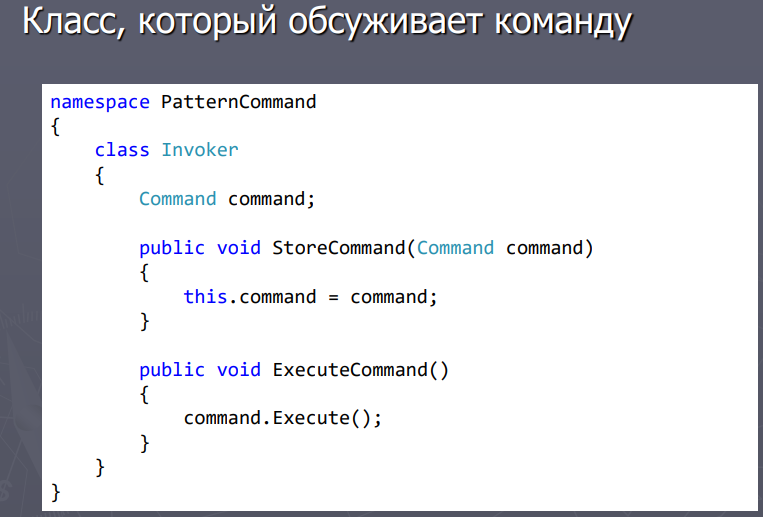 Класс, который обсуживает команду
namespace PatternCommand
{
    class Invoker
    {
        Command command;
        public void StoreCommand(Command command)
        {
            this.command = command;
        }
        public void ExecuteCommand()
        {
            command.Execute();
        }
    }
}